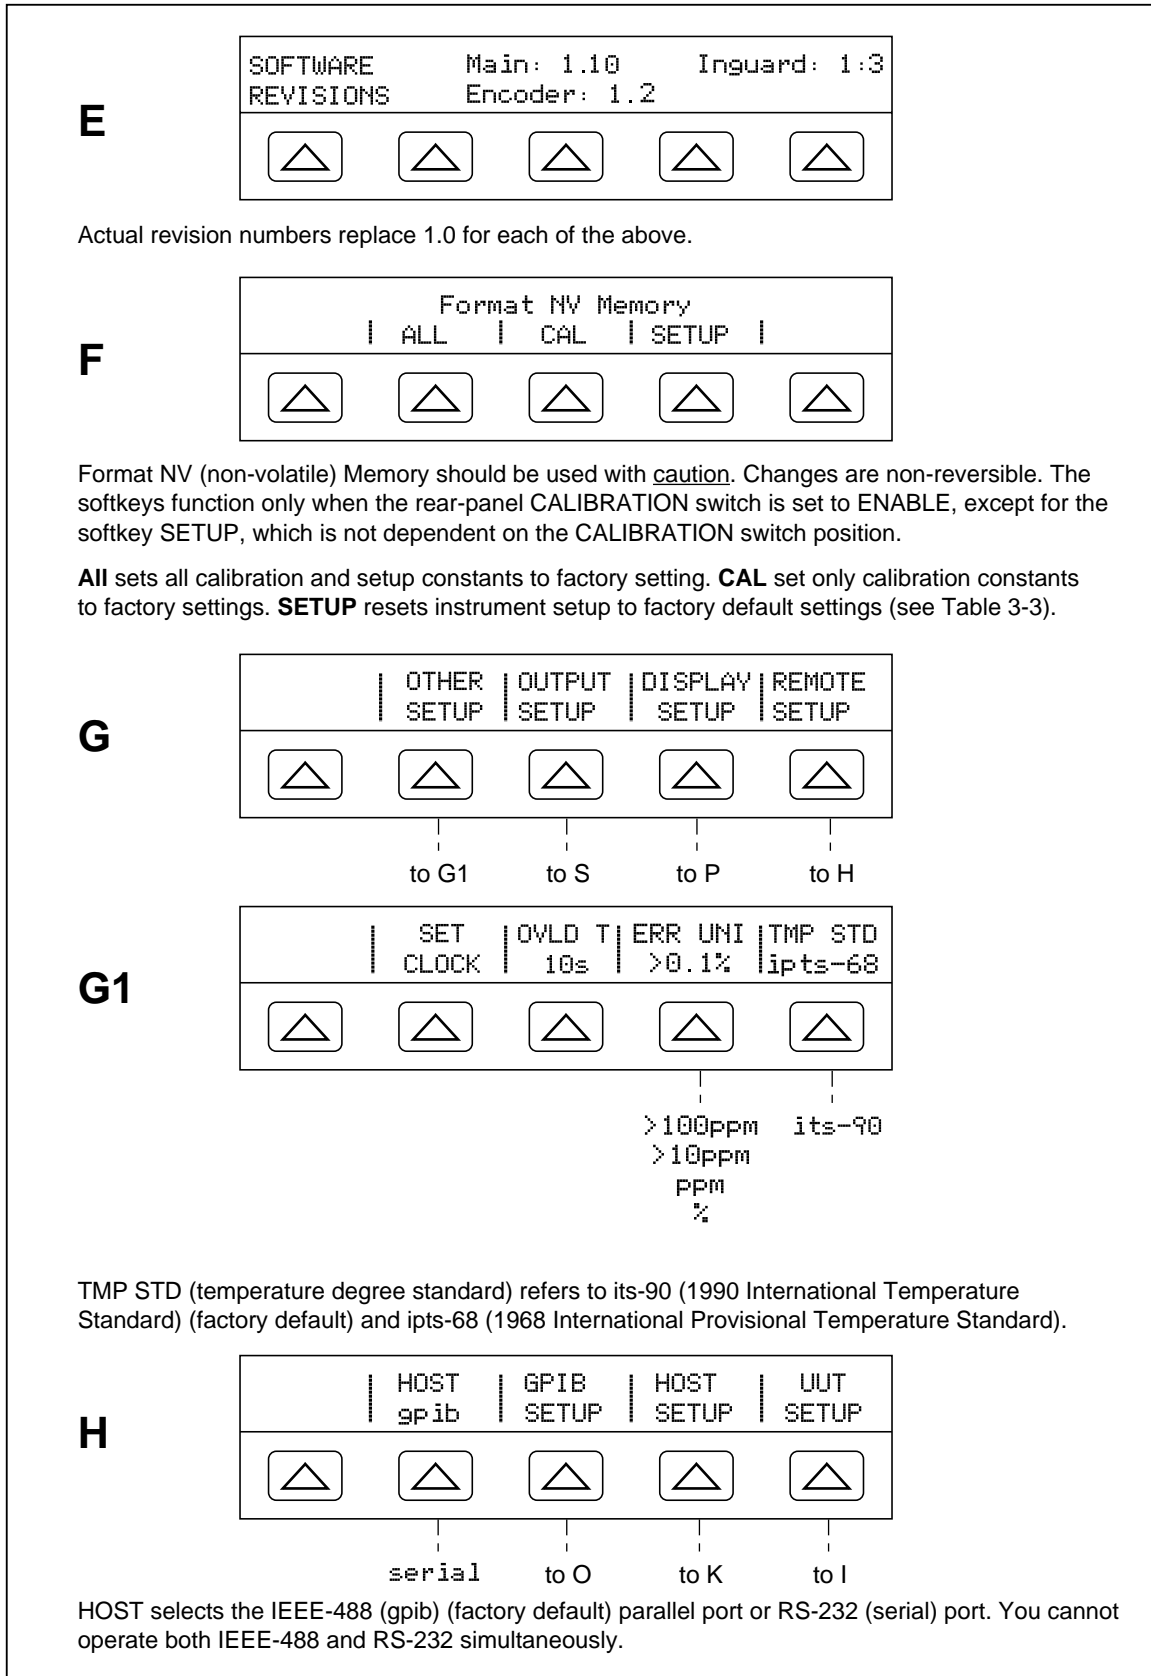 SOFTWARE Main: 1.10 Inguard: 1:3
REVISIONS Encoder: 1.2
E
Actual revision numbers replace 1.0 for each of the above.
Format NV Memory
ALL CAL SETUP
F
Format NV (non-volatile) Memory should be used with caution. Changes are non-reversible. The
softkeys function only when the rear-panel CALIBRATION switch is set to ENABLE, except for the
softkey SETUP, which is not dependent on the CALIBRATION switch position.
All sets all calibration and setup constants to factory setting. CAL set only calibration constants
to factory settings. SETUP resets instrument setup to factory default settings (see Table 3-3).
OTHER OUTPUT DISPLAY REMOTE
SETUP SETUP SETUP SETUP
G
to G1 to S to P to H
SET OVLD T ERR UNI TMP STD
CLOCK 10s >0.1% ipts-68
G1
>100ppm its-90
>10ppm
ppm
%
TMP STD (temperature degree standard) refers to its-90 (1990 International Temperature
Standard) (factory default) and ipts-68 (1968 International Provisional Temperature Standard).
HOST GPIB HOST UUT
gpib SETUP SETUP SETUP
H
serial to O to K to I
HOST selects the IEEE-488 (gpib) (factory default) parallel port or RS-232 (serial) port. You cannot
operate both IEEE-488 and RS-232 simultaneously.